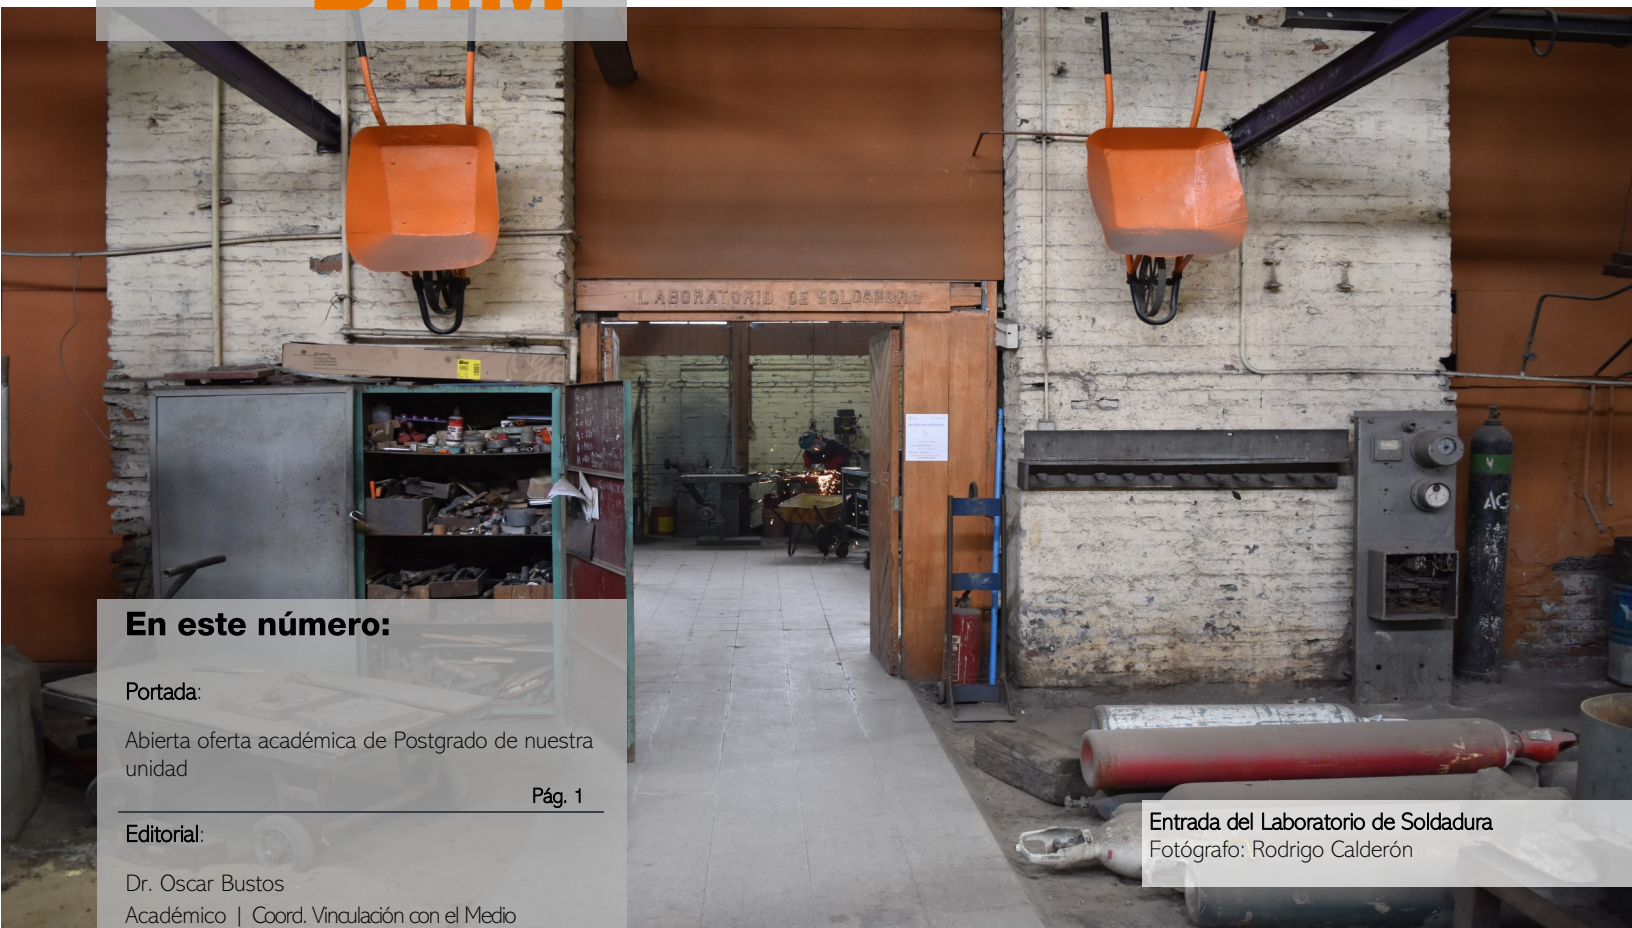 LABORATORIO DE SOLDADURA
AC
En este número:
Portada:
Abierta oferta académica de Postgrado de nuestra
unidad
Pág. 1
Editorial:
Dr. Oscar Bustos
Académico | Coord. Vinculación con el Medio
Entrada del Laboratorio de Soldadura
Fotógrafo: Rodrigo Calderón